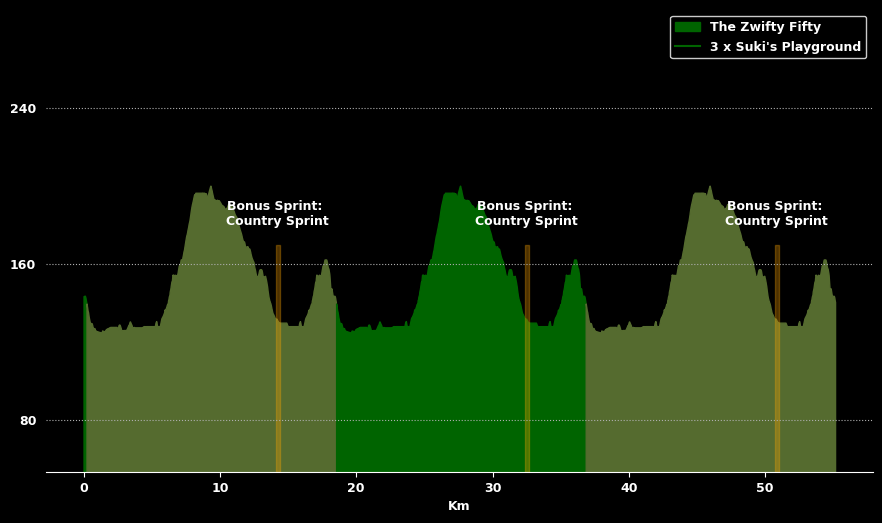 The Zwifty Fifty
3 x Suki's Playground
240
Bonus Sprint:
Country Sprint
Bonus Sprint:
Country Sprint
Bonus Sprint:
Country Sprint
160
80
0 10 20 30 40 50
Km